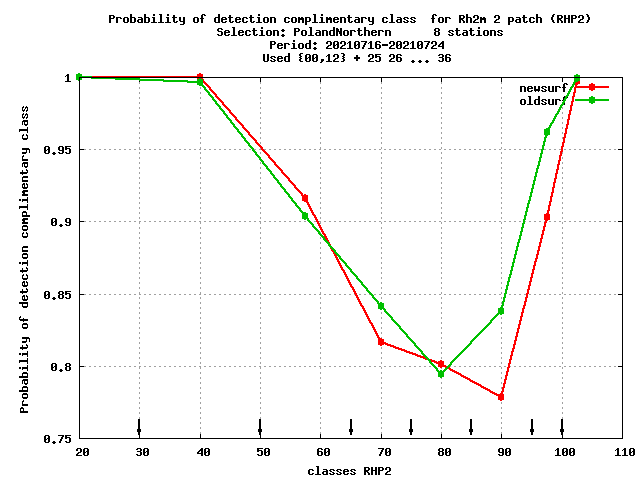 Probability of detection complimentary class  for Rh2m 2 patch (RHP2)
Selection: PolandNorthern      8 stations
Period: 20210716-20210724
Used {00,12} + 25 26 ... 36
newsurf
oldsurf
Probability of detection complimentary class
1
0.95
0.9
0.85
0.8
0.75
20 30 40 50 60 70 80 90 100 110
classes RHP2